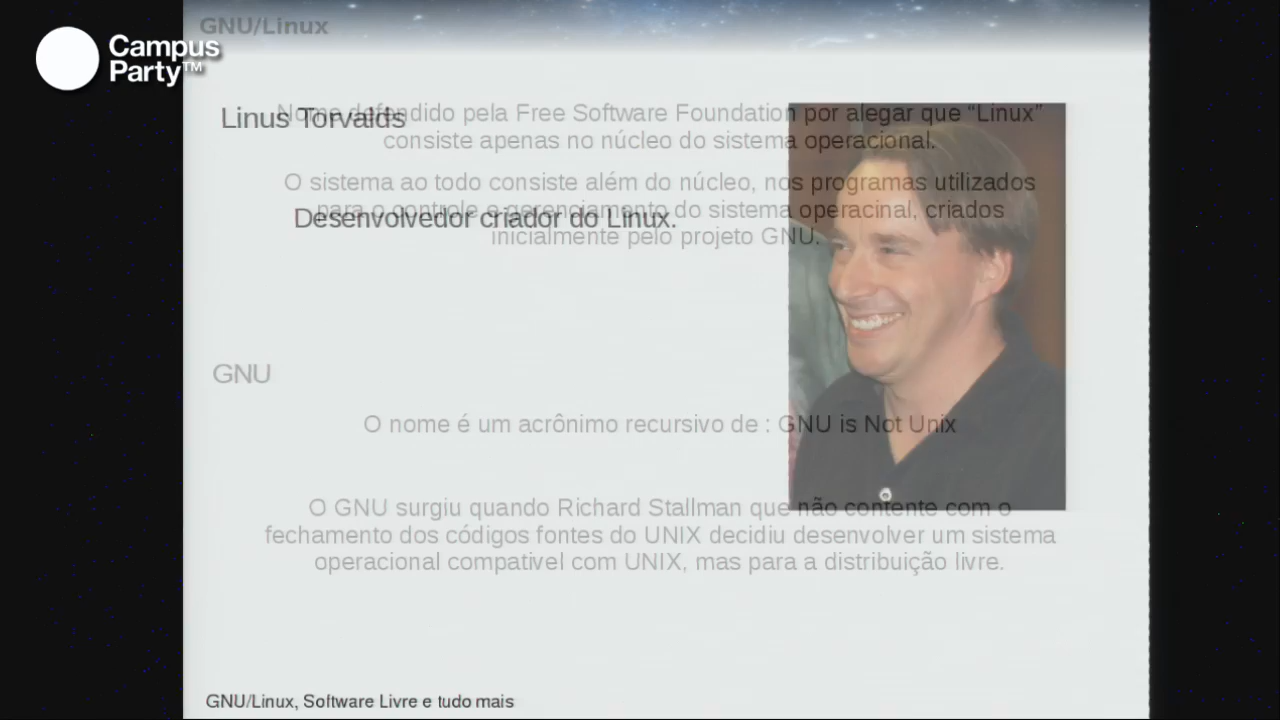 GNU/Linux
Campus
Party™
Linus Torvalds
Nome defendido pela Free Software Foundation por alegar que “Linux”
consiste apenas no núcleo do sistema operacional.
O sistema ao todo consiste além do núcleo, nos programas utilizados
para o controle e gerenciamento do sistema operacinal, criados
Desenvolvedor criador do Linux.
inicialmente pelo projeto GNU.
GNU
O nome é um acrônimo recursivo de : GNU is Not Unix
O GNU surgiu quando Richard Stallman que não contente com o
fechamento dos códigos fontes do UNIX decidiu desenvolver um sistema
operacional compativel com UNIX, mas para a distribuição livre.
GNU/Linux, Software Livre e tudo mais